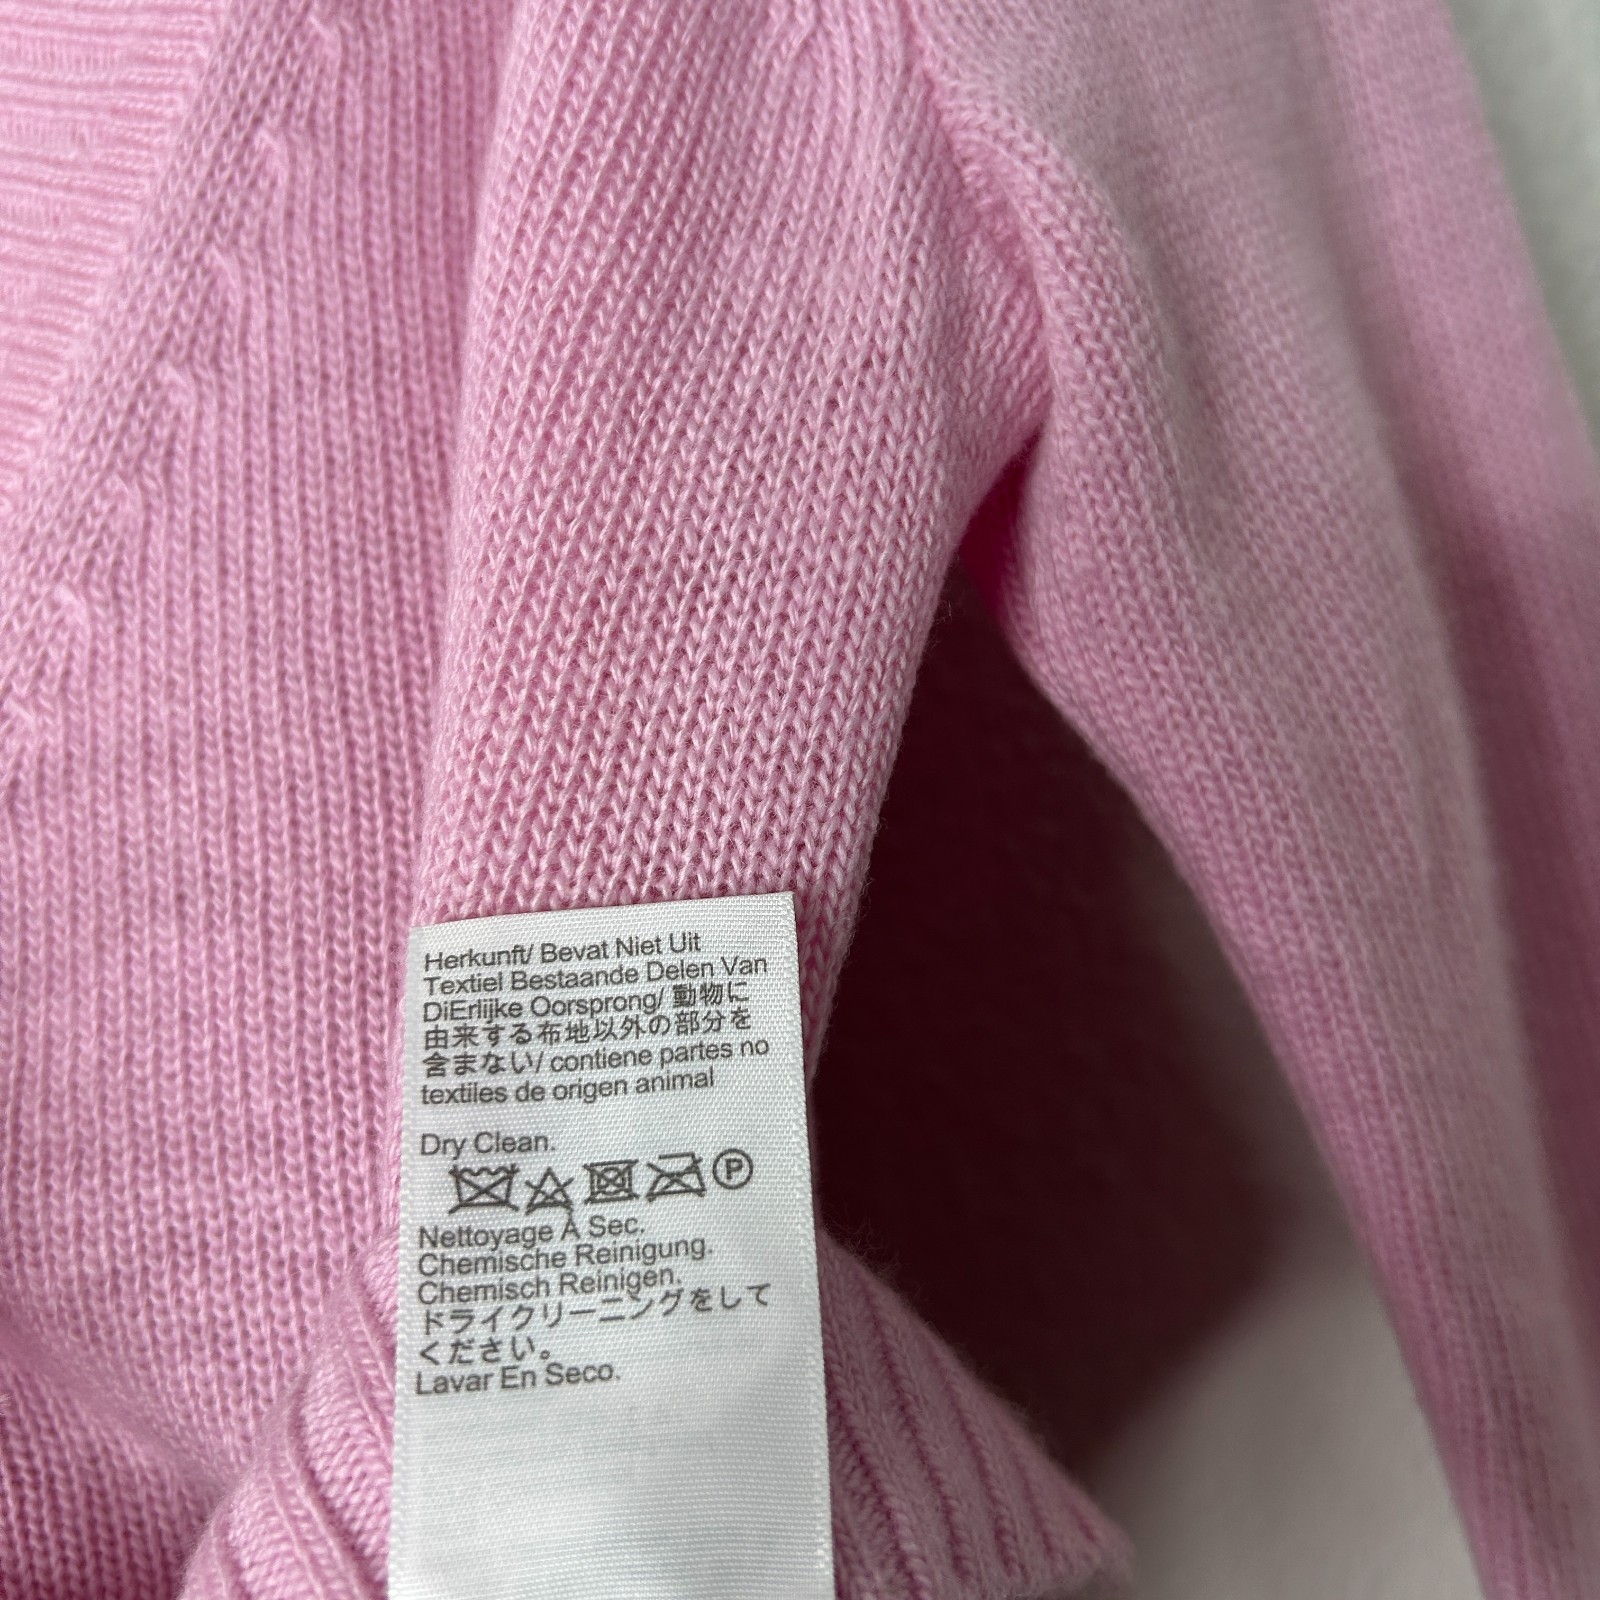 Herkunft/ Bevat Niet Uit
Textiel Bestaande Delen Van
DiErlijke Oorsprong/ 動物に
由来する布地以外の部分を
含まない/ contiene partes no
textiles de origen animal
Dry Clean.
P
Nettoyage À Sec.
Chemische Reinigung.
Chemisch Reinigen.
ドライクリーニングをして
ください。
Lavar En Seco.